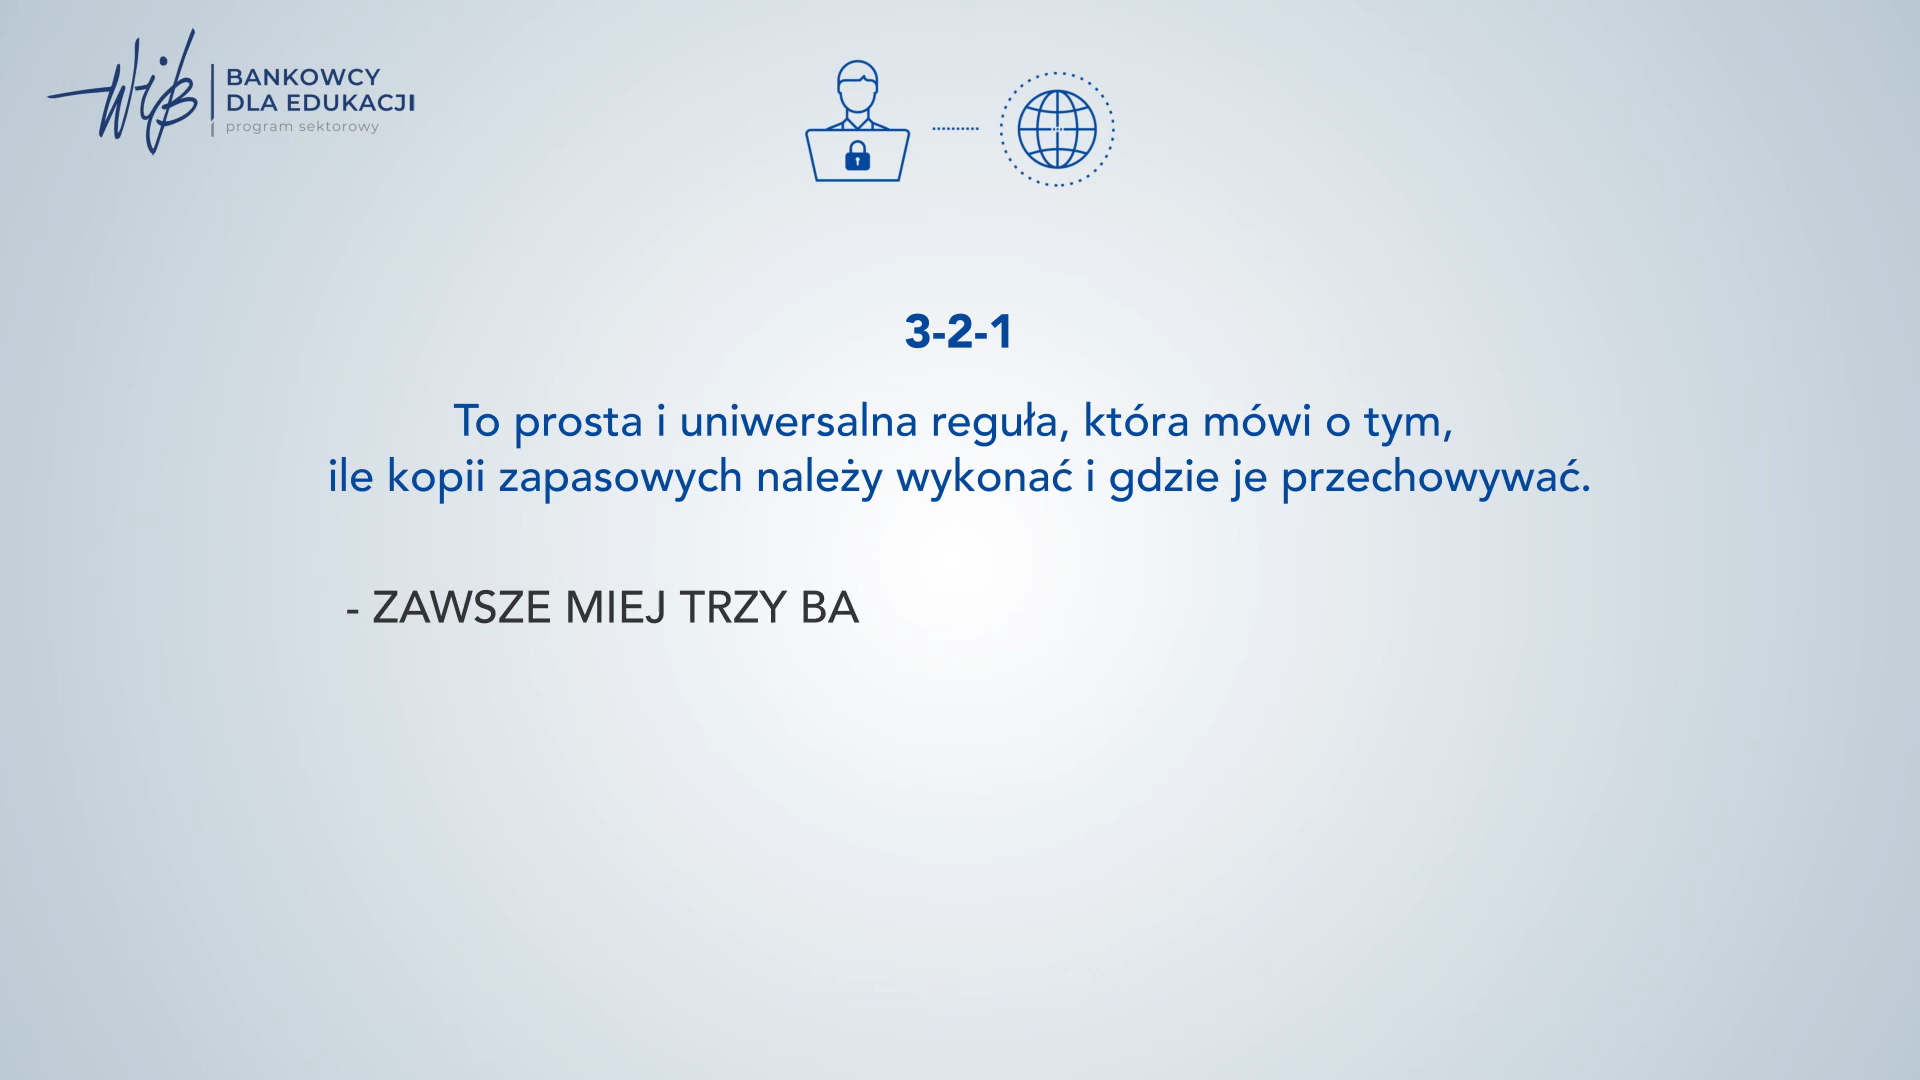 WiB
BANKOWCY
DLA EDUKACJI
program sektorowy
3-2-1
To prosta i uniwersalna reguła, która mówi o tym,
ile kopii zapasowych należy wykonać i gdzie je przechowywać.
- ZAWSZE MIEJ TRZY BA